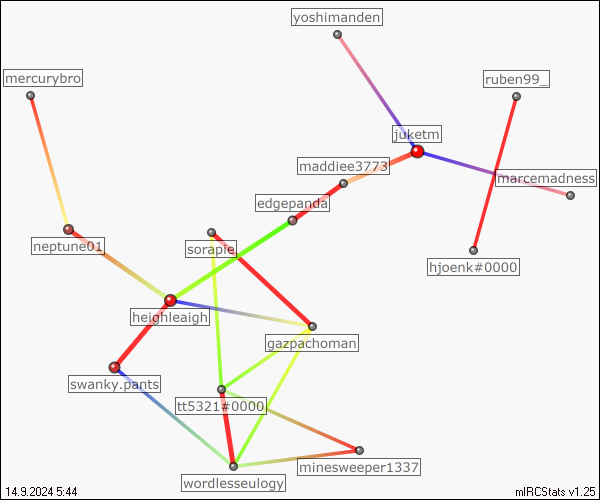 yoshimanden
mercurybro
ruben99_
juketm
maddiee3773
marcemadness
edgepanda
neptune01
sorapie
hjoenk#0000
heighleaigh
gazpachoman
swanky.pants
tt5321#0000
minesweeper1337
wordlesseulogy
14.9.2024 5:44
mIRCStats v1.25